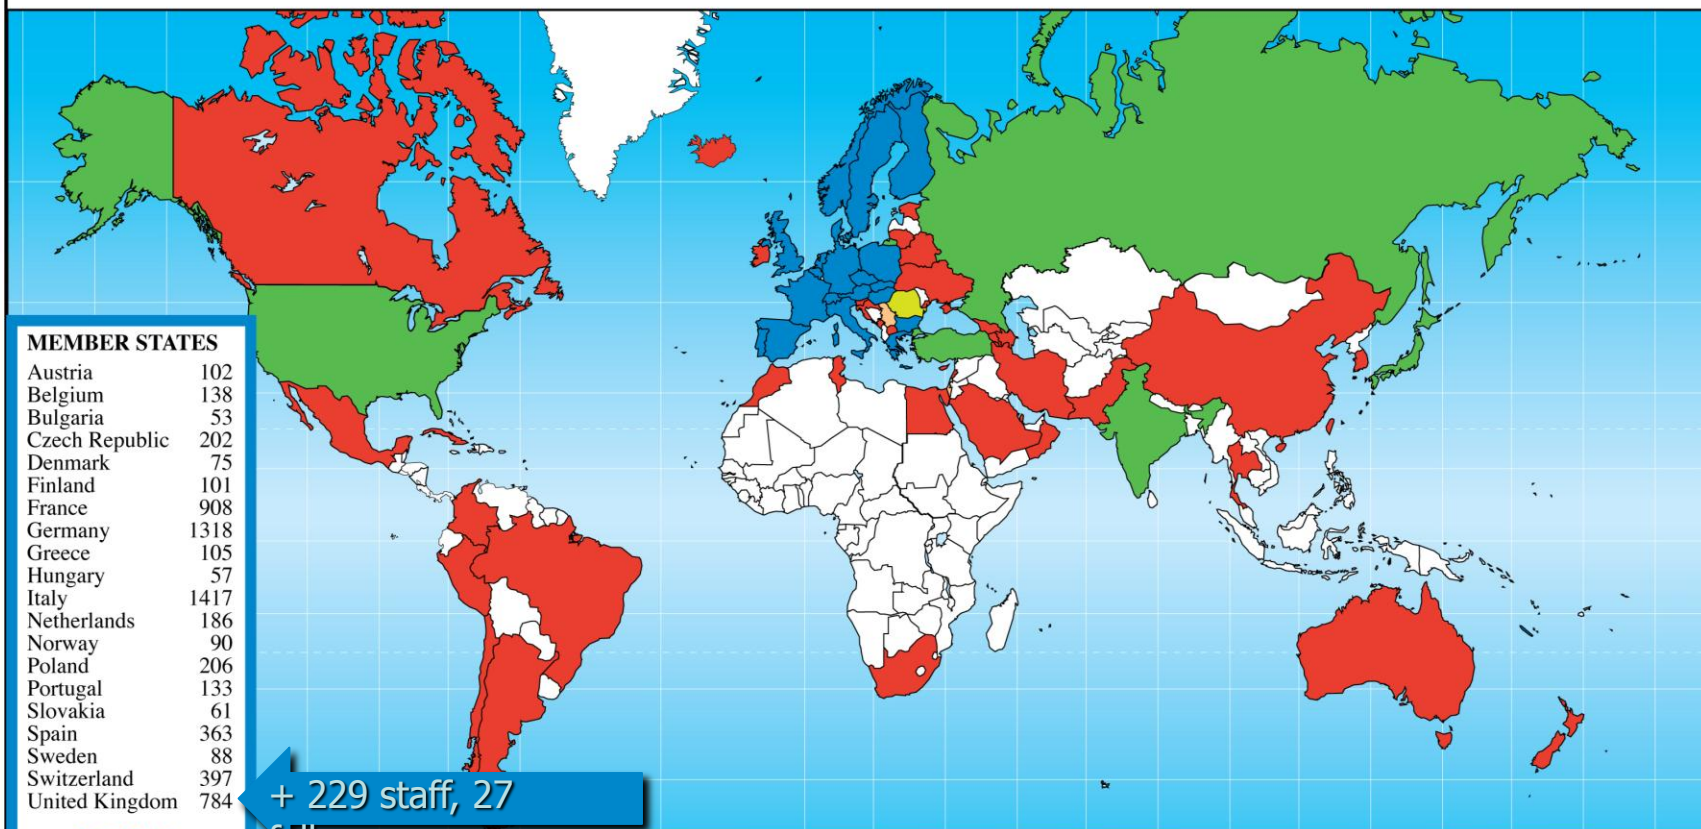 MEMBER STATES
Austria 102
Belgium 138
Bulgaria 53
Czech Republic 202
Denmark 75
Finland 101
France 908
Germany 1318
Greece 105
Hungary 57
Italy 1417
Netherlands 186
Norway 90
Poland 206
Portugal 133
Slovakia 61
Spain 363
Sweden 88
Switzerland 397
United Kingdom 784
+ 229 staff, 27